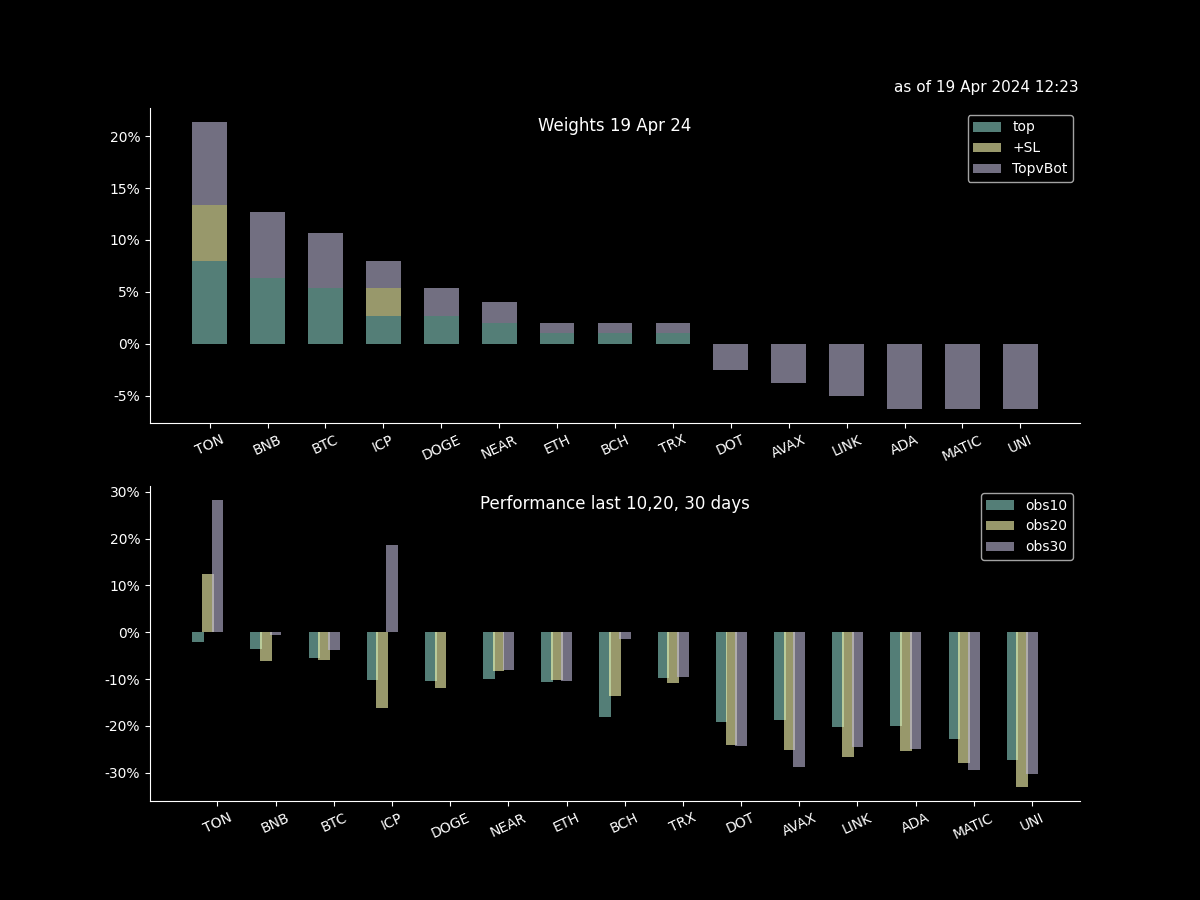 as of 19 Apr 2024 12:23
Weights 19 Apr 24
top
+SL
TopvBot
20%
15%
10%
5%
0%
-5%
TON BNB BTC ICP DOGE NEAR ETH BCH TRX DOT AVAX LINK ADA MATIC UNI
Performance last 10,20, 30 days
obs10
obs20
obs30
30%
20%
10%
0%
-10%
-20%
-30%
TON BNB BTC ICP DOGE NEAR ETH BCH TRX DOT AVAX LINK ADA MATIC UNI